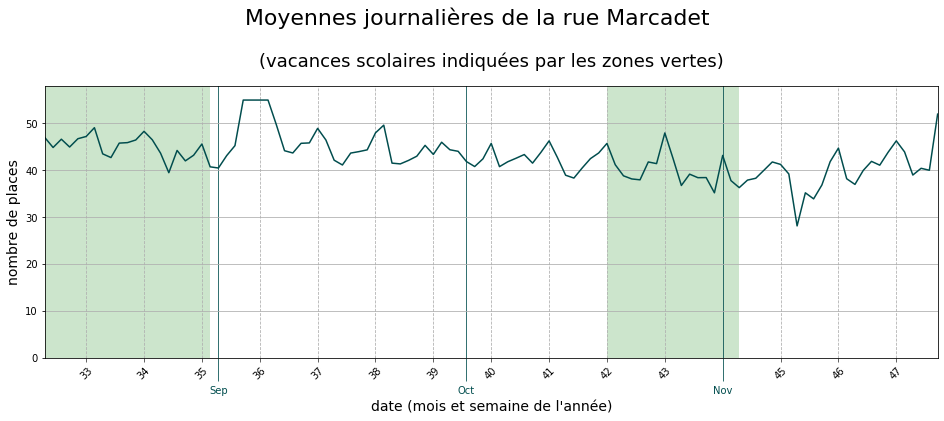 Moyennes journalières de la rue Marcadet
(vacances scolaires indiquées par les zones vertes)
nombre de places
50
40
30
20
10
0
33 34 35 36 37 38 39 40 41 42 43 45 46 47
Sep Oct Nov
date (mois et semaine de l'année)